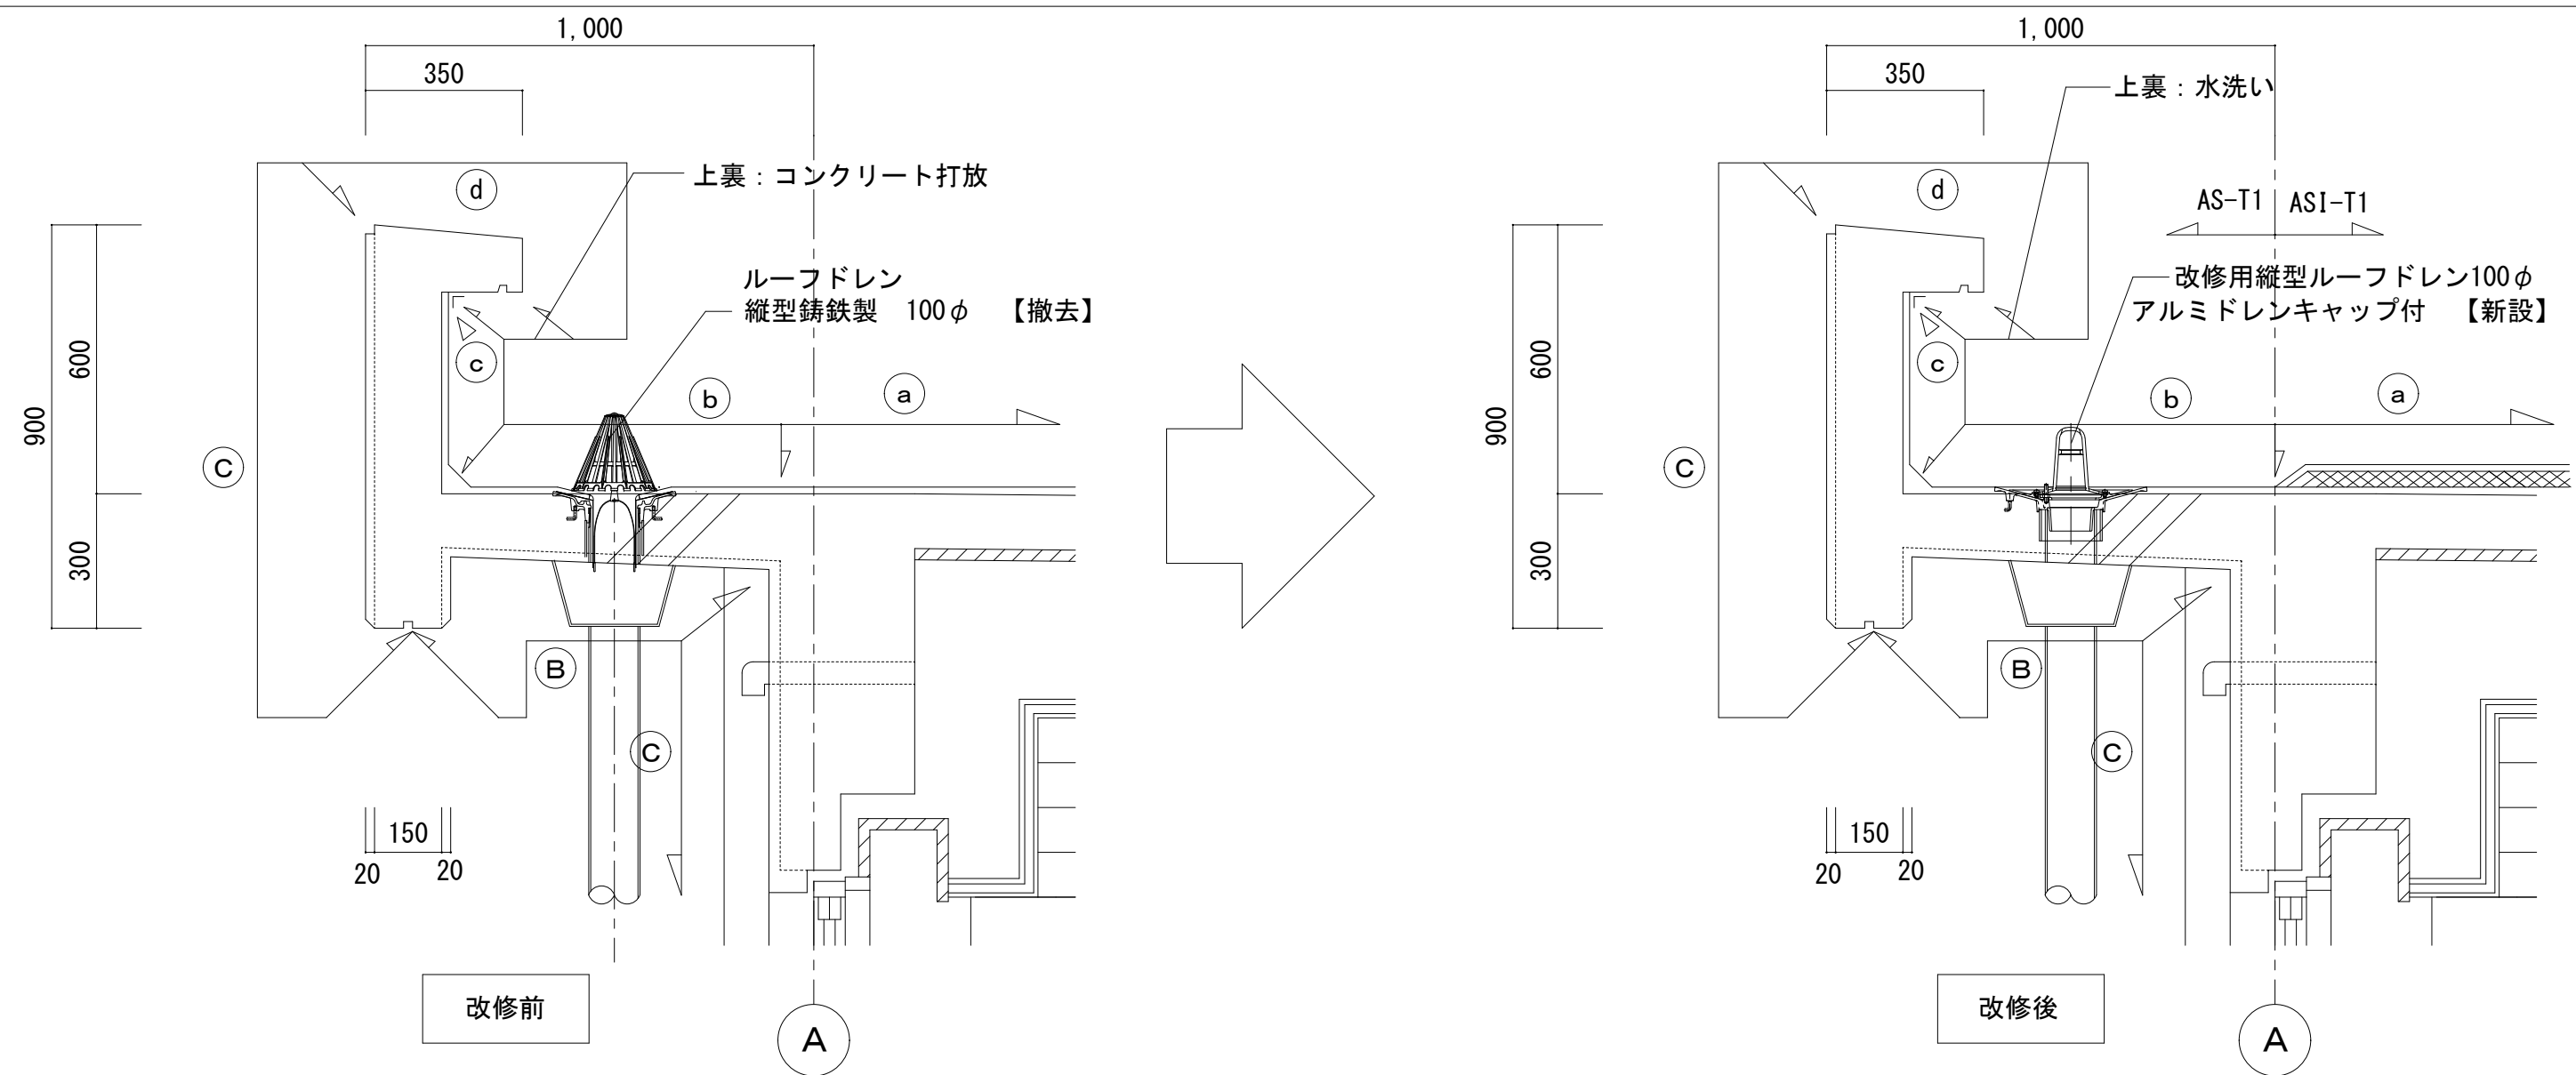 1,000
350
上裏：コンクリート打放
d
ルーフドレン
縦型鋳鉄製　100φ　【撤去】
c
b
a
600
900
300
C
B
C
150
20
20
改修前
A
1,000
350
上裏：水洗い
d
AS-T1
ASI-T1
改修用縦型ルーフドレン100φ
アルミドレンキャップ付　【新設】
c
b
a
600
900
300
C
B
C
150
20
20
改修後
A